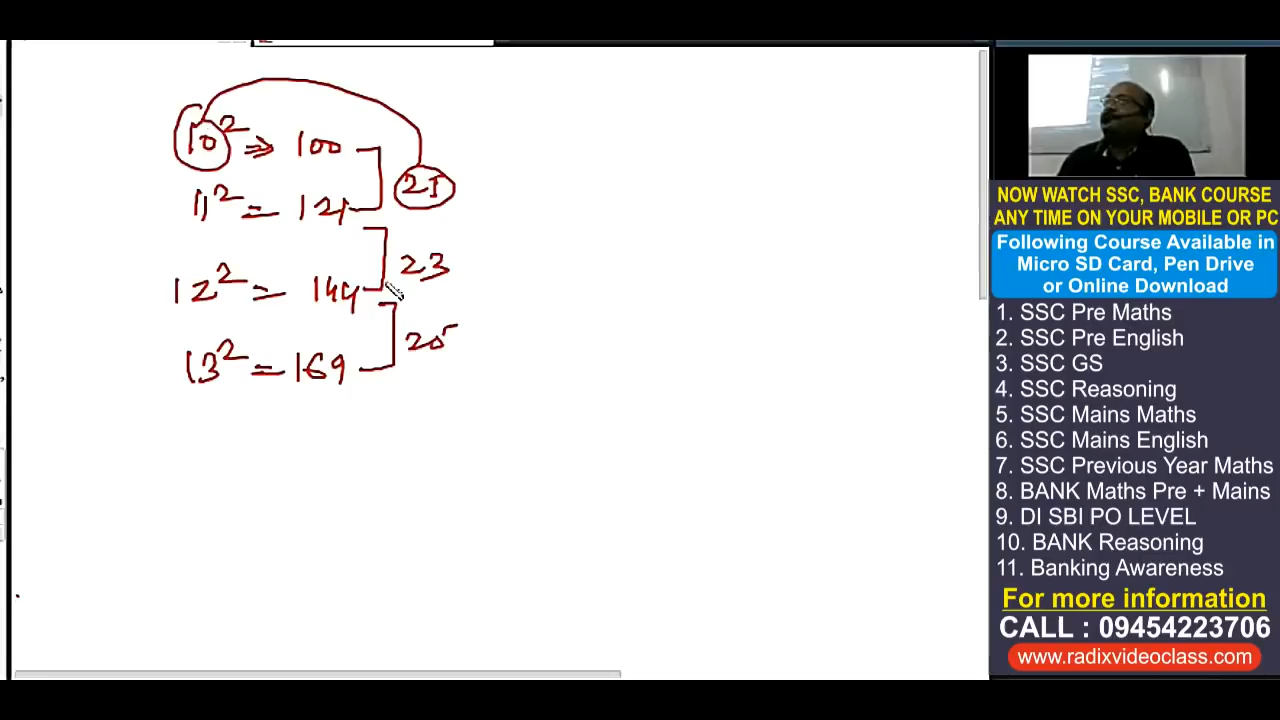 10² ⇒ 100
21
11² = 121
23
12² = 144
25
13² = 169
NOW WATCH SSC, BANK COURSE
ANY TIME ON YOUR MOBILE OR PC
Following Course Available in
Micro SD Card, Pen Drive
or Online Download
1. SSC Pre Maths
2. SSC Pre English
3. SSC GS
4. SSC Reasoning
5. SSC Mains Maths
6. SSC Mains English
7. SSC Previous Year Maths
8. BANK Maths Pre + Mains
9. DI SBI PO LEVEL
10. BANK Reasoning
11. Banking Awareness
For more information
CALL : 09454223706
www.radixvideoclass.com